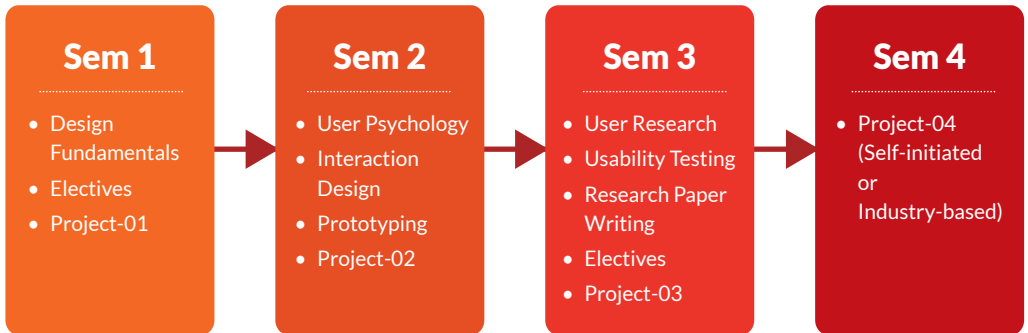 Sem 1
• Design
Fundamentals
• Electives
• Project-01
Sem 2
• User Psychology
• Interaction
Design
• Prototyping
• Project-02
Sem 3
• User Research
• Usability Testing
• Research Paper
Writing
• Electives
• Project-03
Sem 4
• Project-04
(Self-initiated
or
Industry-based)